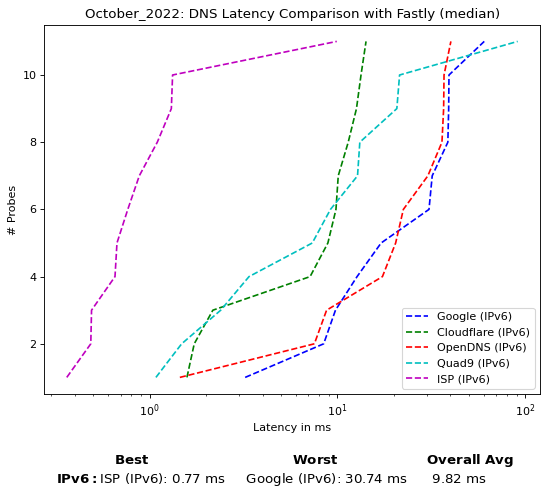 October_2022: DNS Latency Comparison with Fastly (median)
# Probes
10
8
6
4
2
Google (IPv6)
Cloudflare (IPv6)
OpenDNS (IPv6)
Quad9 (IPv6)
ISP (IPv6)
10⁰ 10¹ 10²
Latency in ms
Best Worst Overall Avg
IPv6: ISP (IPv6): 0.77 ms Google (IPv6): 30.74 ms 9.82 ms